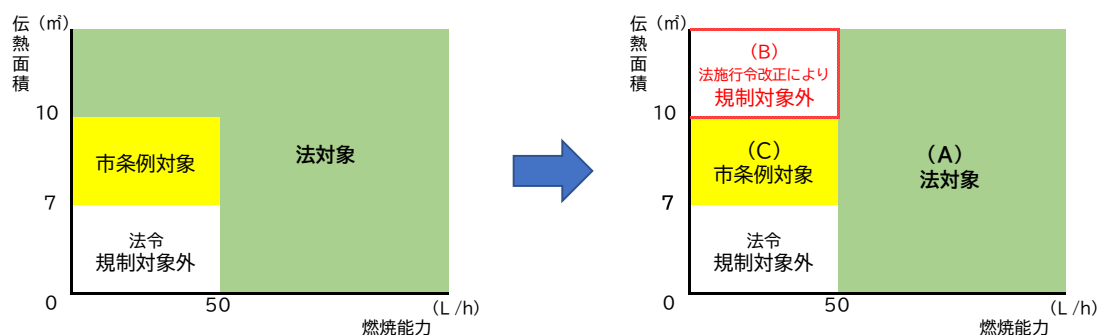 伝熱面積
（㎡）
10
市条例対象
法対象
7
法令
規制対象外
0
50
（L /h）
燃焼能力
伝熱面積
（㎡）
（B）
法施行令改正により
規制対象外
10
（C）
市条例対象
（A）
法対象
7
法令
規制対象外
0
50
（L /h）
燃焼能力